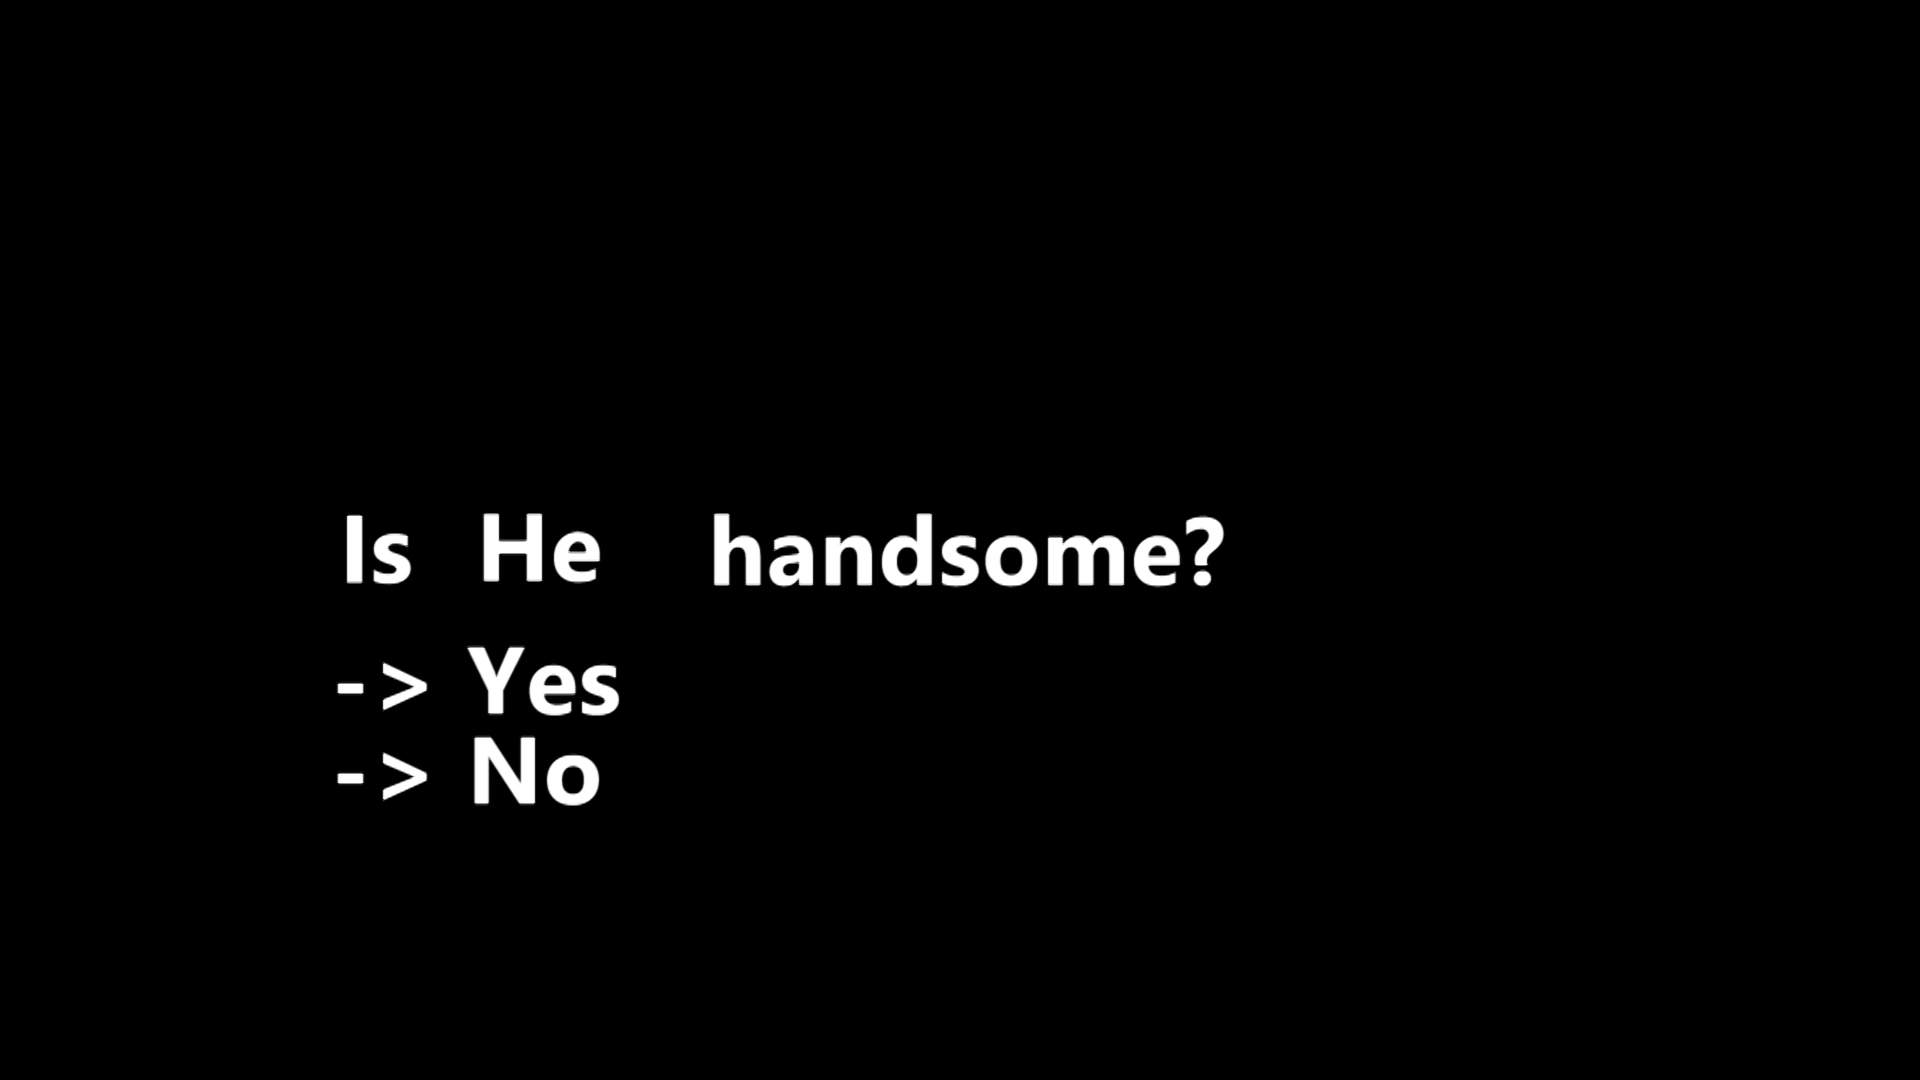 Is He handsome?
-> Yes
-> No